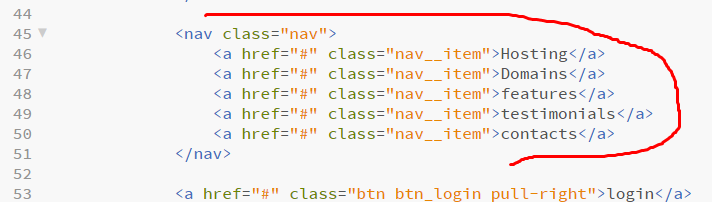 44
45 <nav class="nav">
46 <a href="#" class="nav__item">Hosting</a>
47 <a href="#" class="nav__item">Domains</a>
48 <a href="#" class="nav__item">features</a>
49 <a href="#" class="nav__item">testimonials</a>
50 <a href="#" class="nav__item">contacts</a>
51 </nav>
52
53 <a href="#" class="btn btn_login pull-right">login</a>